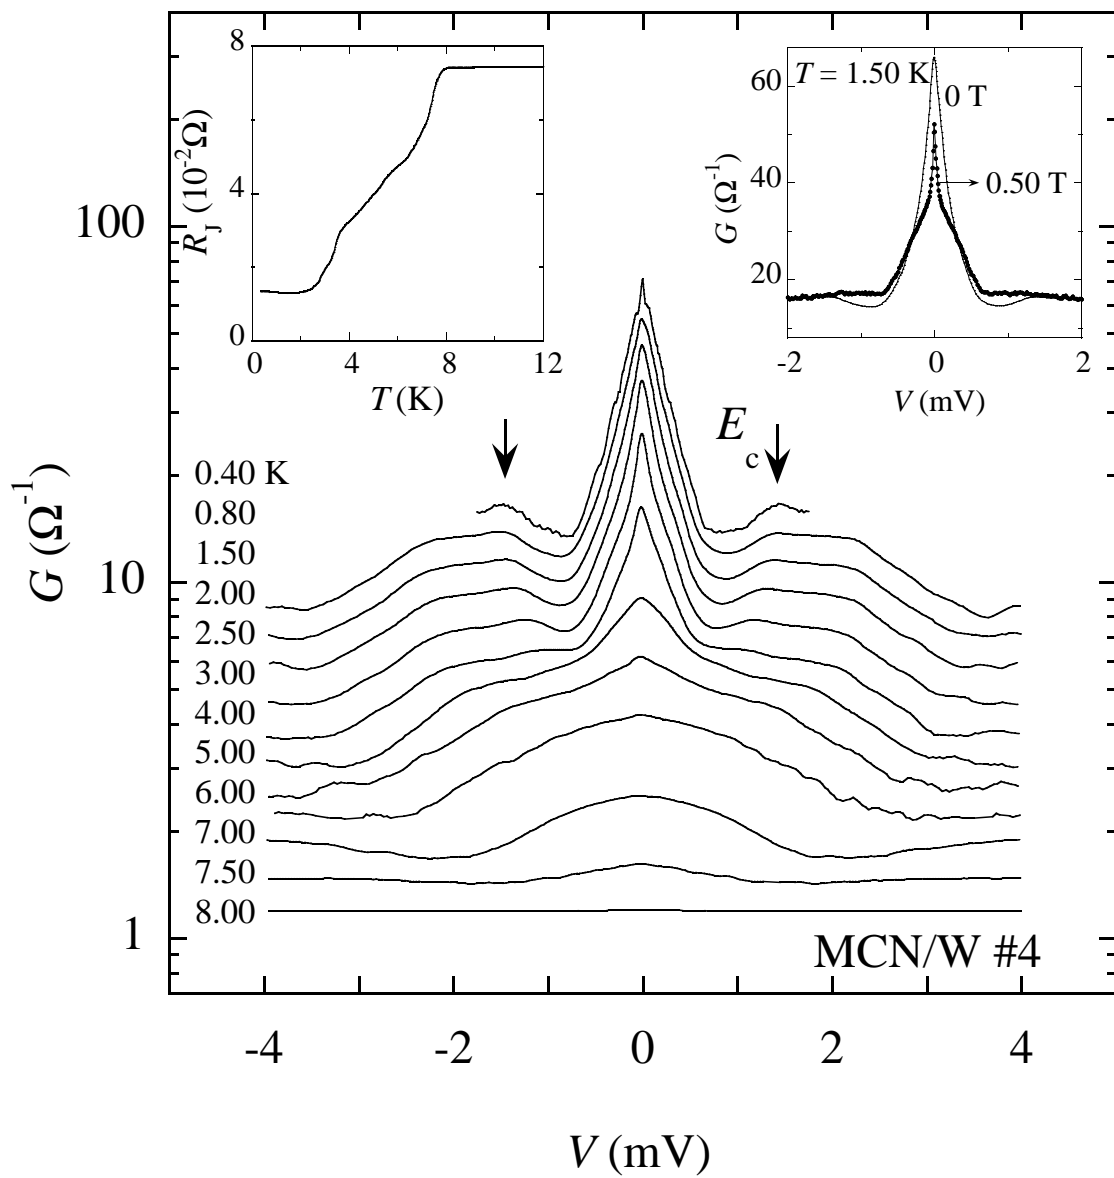 8
4
0
R_J (10^-2 Ω)
0 4 8 12
T (K)
T = 1.50 K
0 T
0.50 T
60
40
20
G (Ω^-1)
-2 0 2
V (mV)
E_c
100
10
1
G (Ω^-1)
0.40 K
0.80
1.50
2.00
2.50
3.00
4.00
5.00
6.00
7.00
7.50
8.00
MCN/W #4
-4 -2 0 2 4
V (mV)